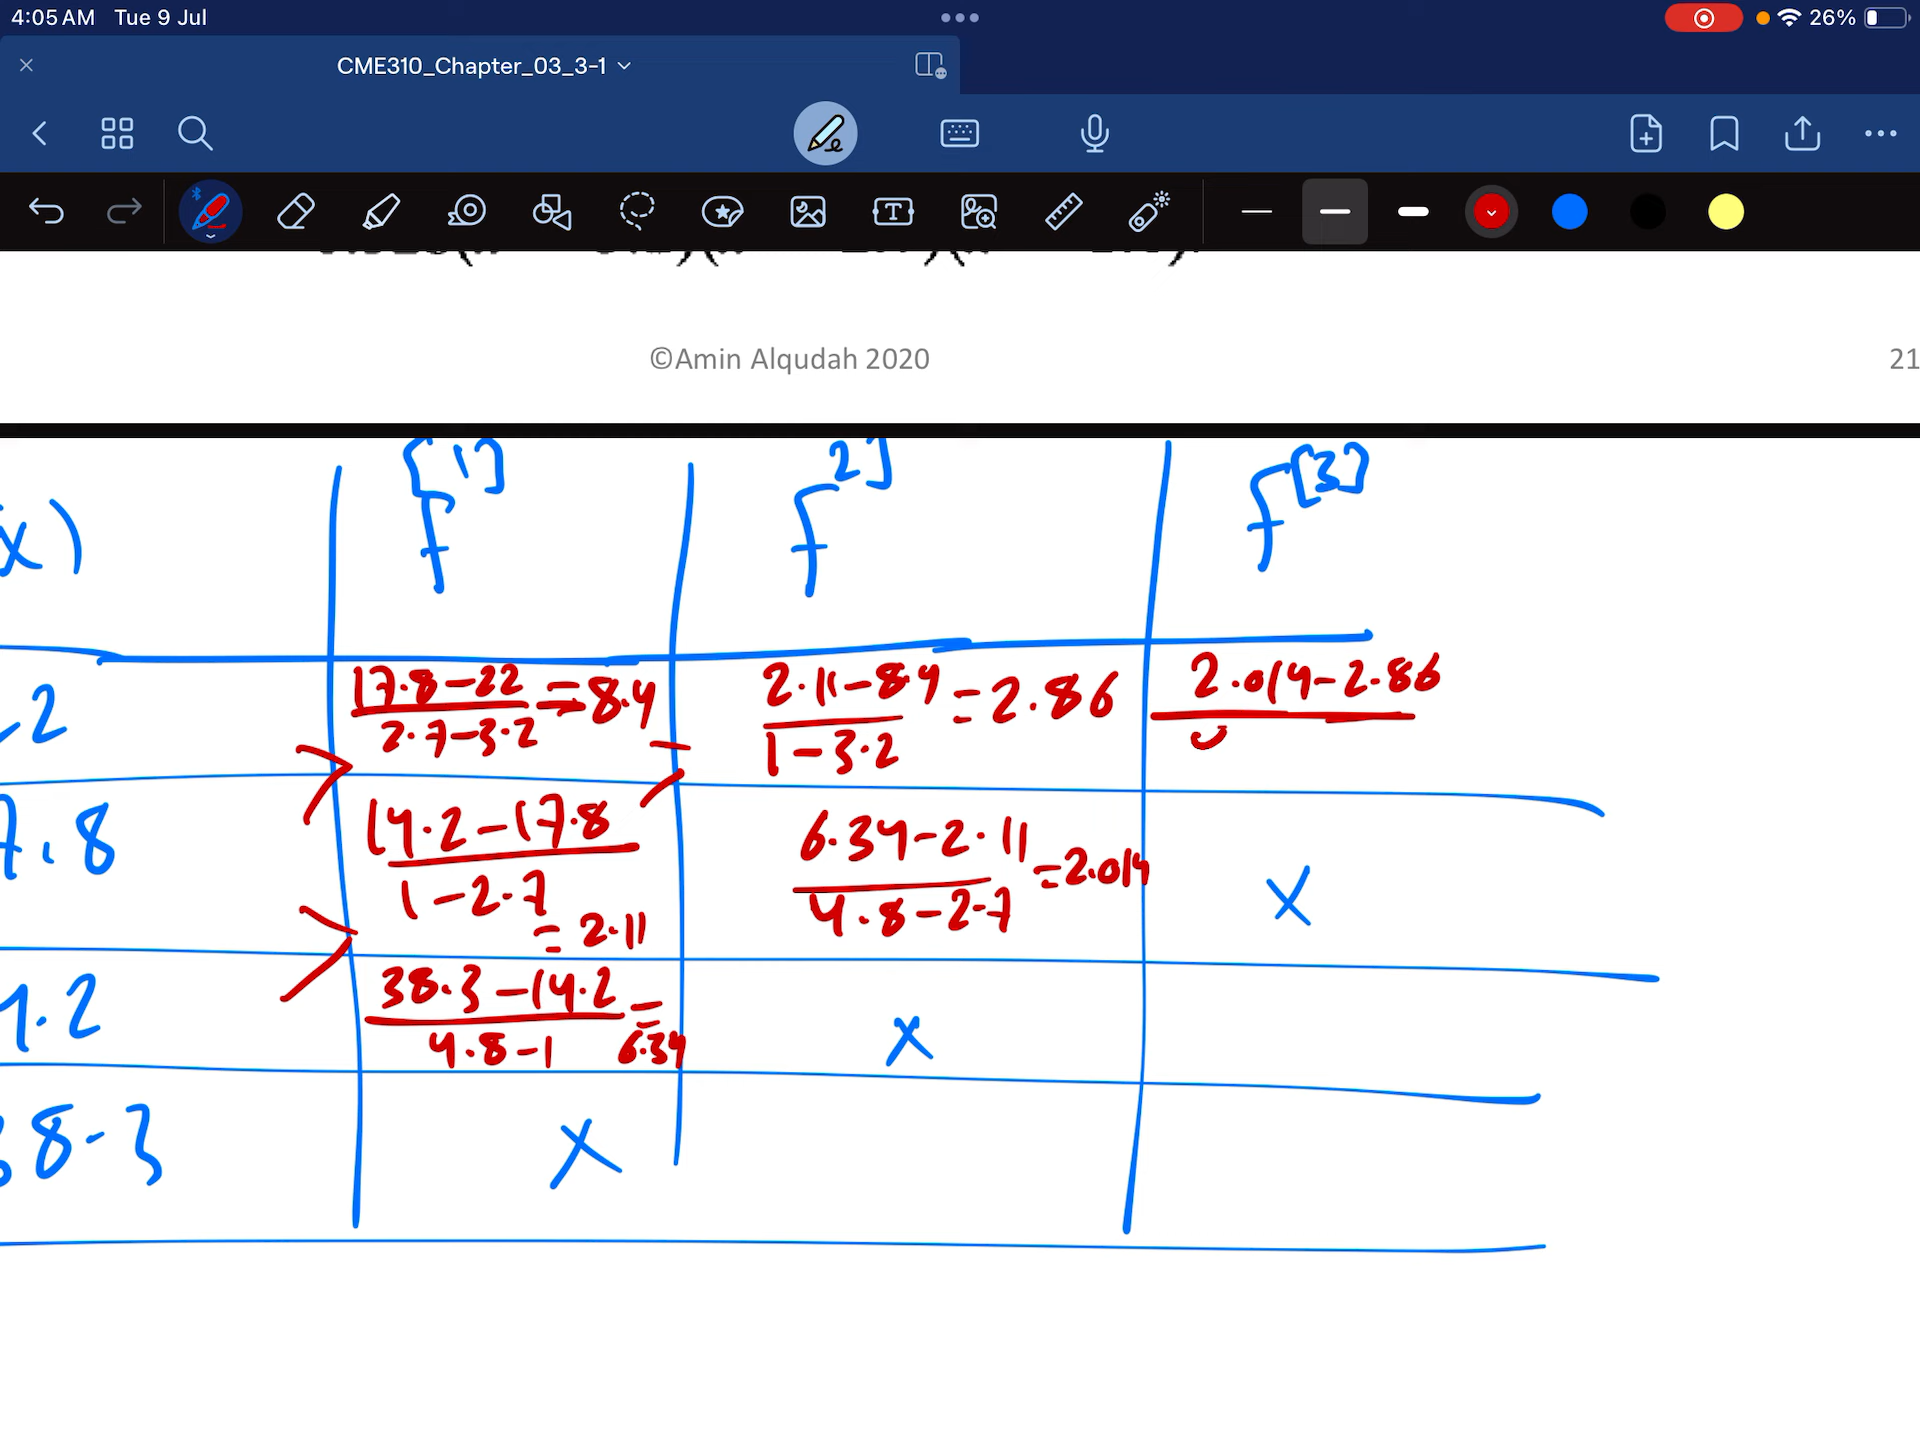 4:05 AM Tue 9 Jul
26%
CME310_Chapter_03_3-1
©Amin Alqudah 2020
21
x)
f[1]
f2]
f[3]
2
17.8-22
2.7-3.2
=8.4
2.11-8.4
1-3.2
=2.86
2.014-2.86
7.8
14.2-17.8
1-2.7
=2.11
6.34-2.11
4.8-2.7
=2.014
x
4.2
38.3-14.2
4.8-1
=
6.34
x
38.3
x